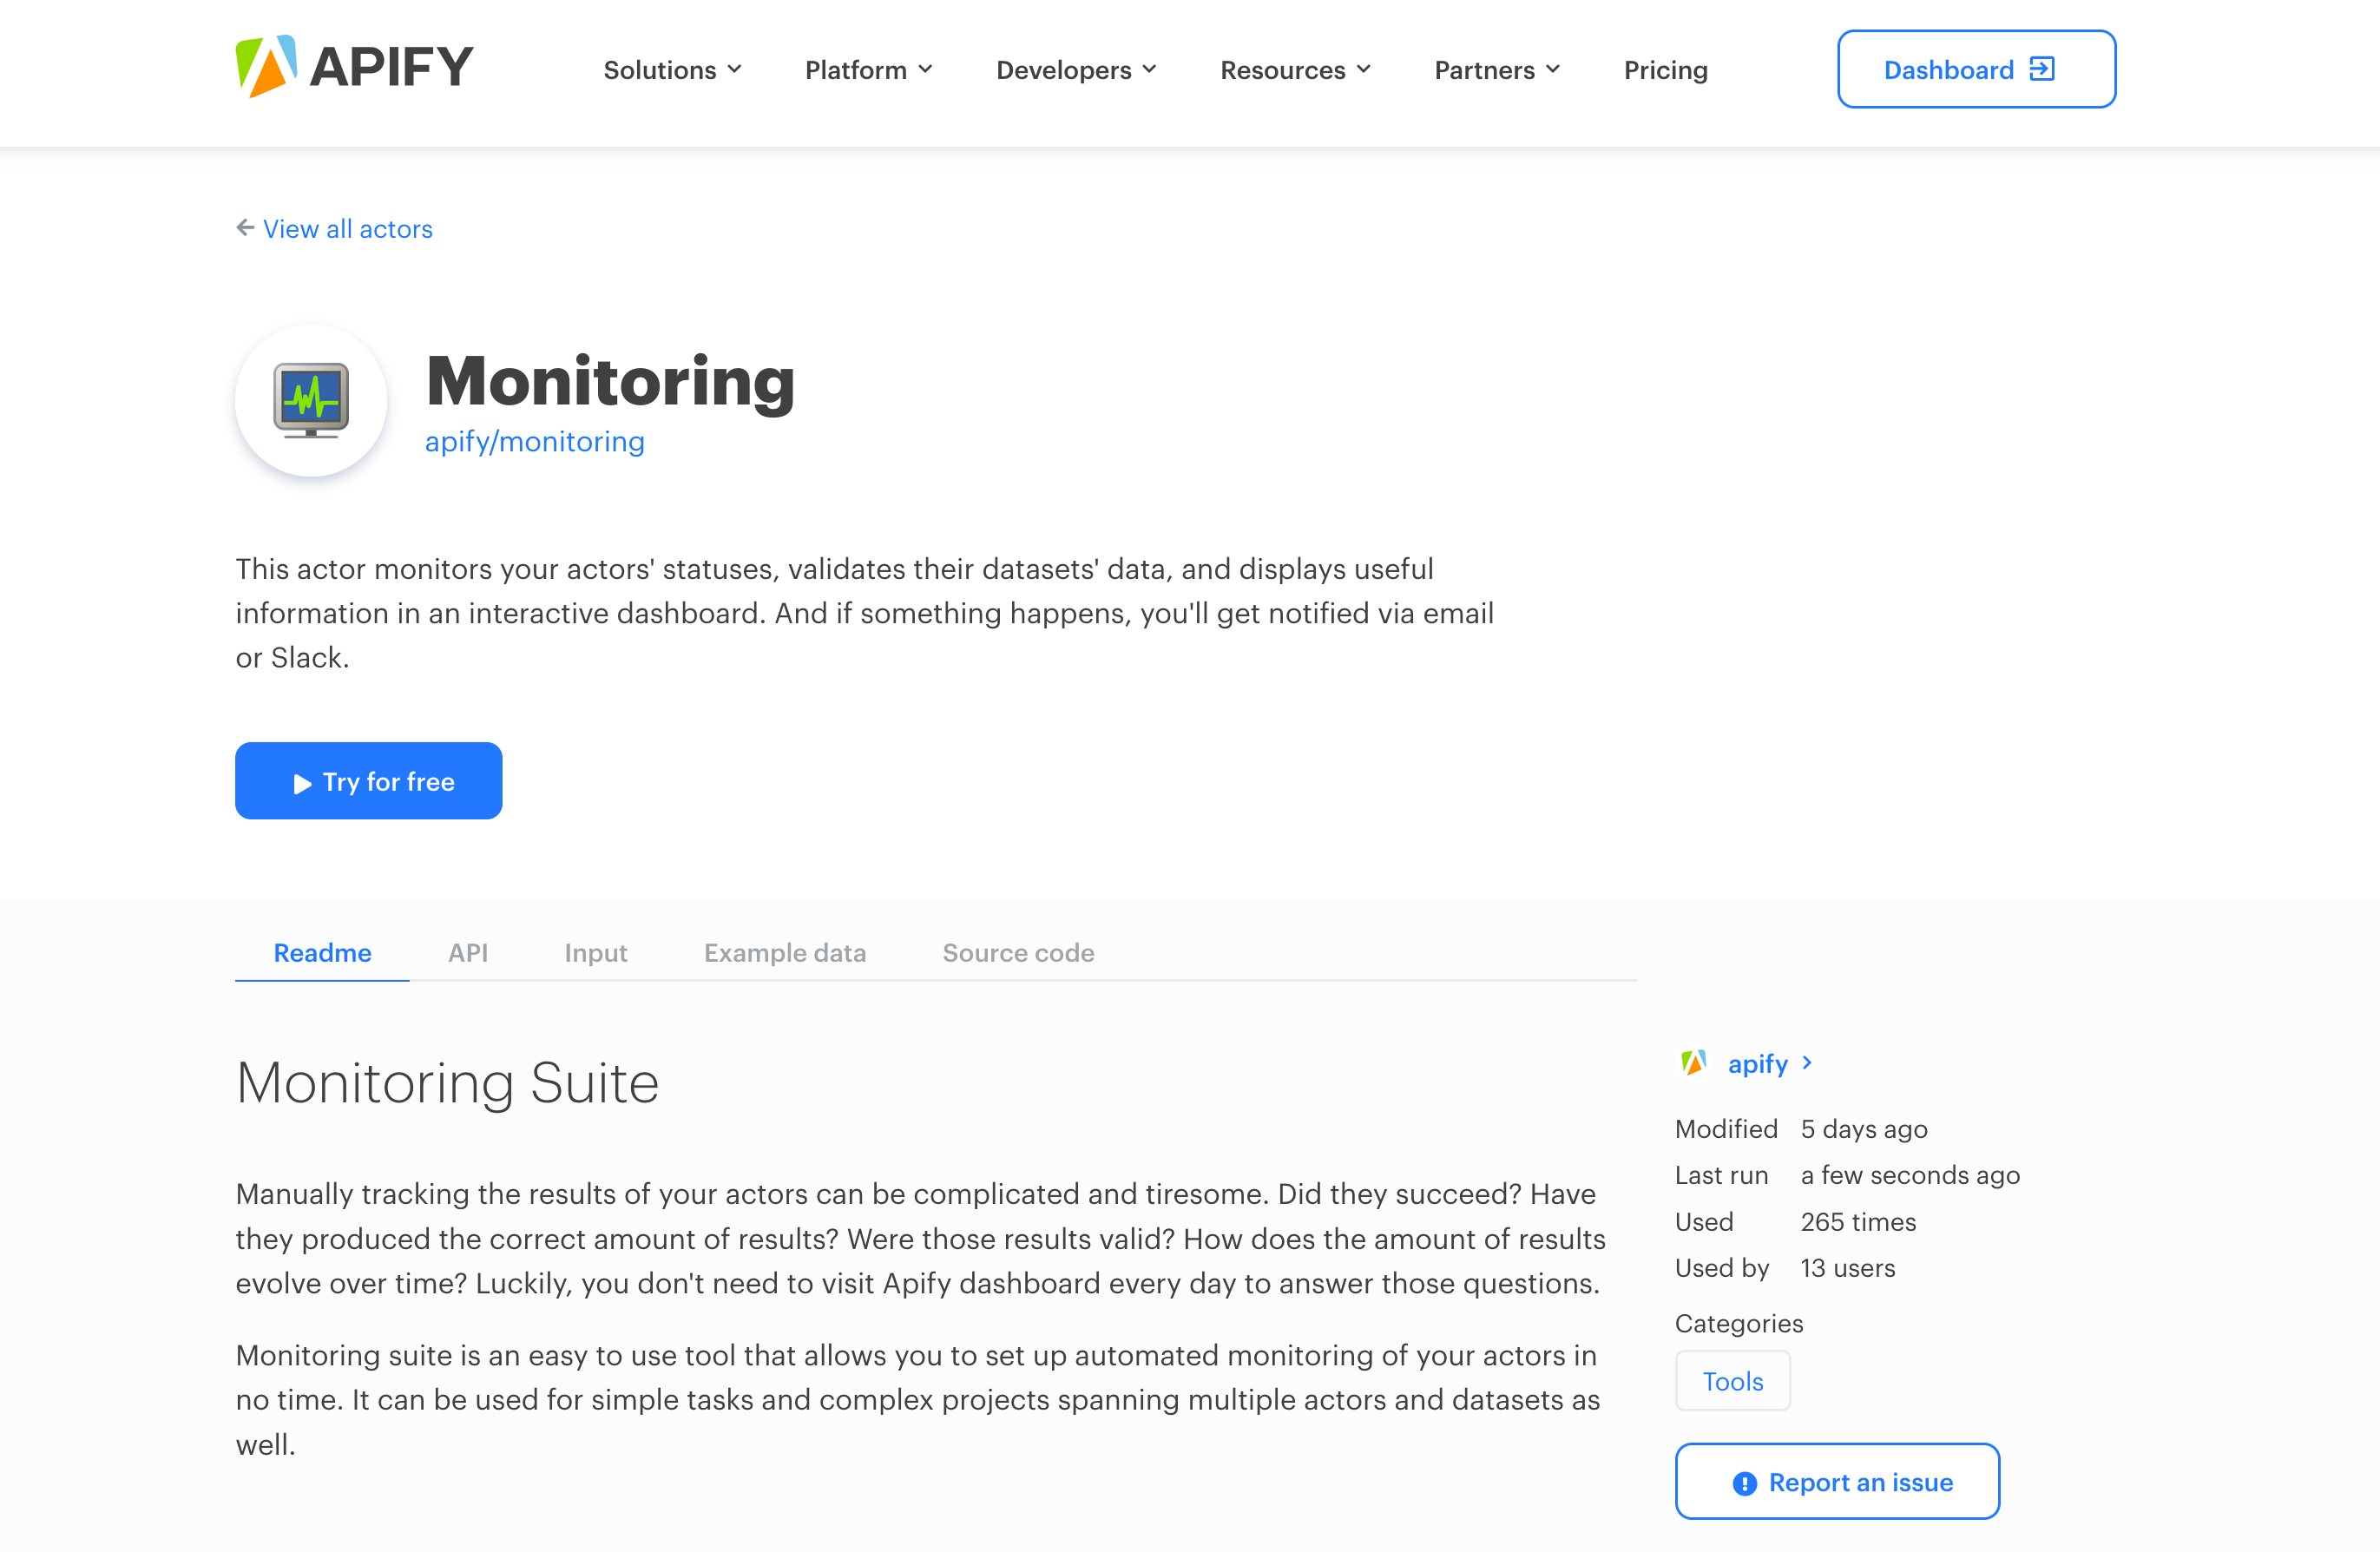 APIFY
Solutions
Platform
Developers
Resources
Partners
Pricing
Dashboard
View all actors
Monitoring
apify/monitoring
This actor monitors your actors' statuses, validates their datasets' data, and displays useful
information in an interactive dashboard. And if something happens, you'll get notified via email
or Slack.
Try for free
Readme
API
Input
Example data
Source code
Monitoring Suite
Manually tracking the results of your actors can be complicated and tiresome. Did they succeed? Have
they produced the correct amount of results? Were those results valid? How does the amount of results
evolve over time? Luckily, you don't need to visit Apify dashboard every day to answer those questions.
Monitoring suite is an easy to use tool that allows you to set up automated monitoring of your actors in
no time. It can be used for simple tasks and complex projects spanning multiple actors and datasets as
well.
apify
Modified 5 days ago
Last run a few seconds ago
Used 265 times
Used by 13 users
Categories
Tools
Report an issue